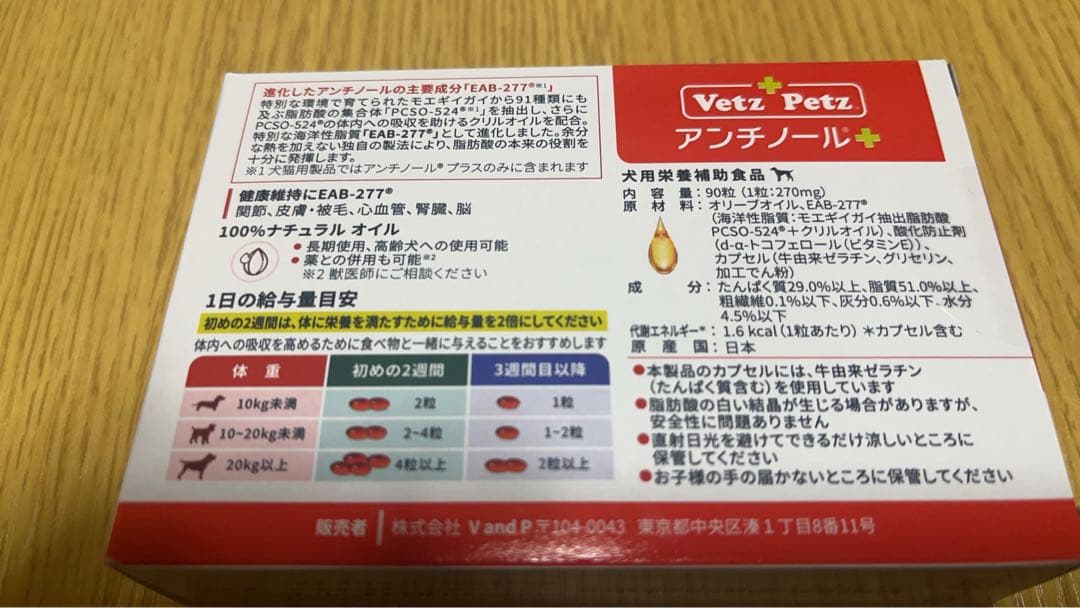 進化したアンチノールの主要成分「EAB-277®※1」
特別な環境で育てられたモエギイガイから91種類にも
及ぶ脂肪酸の集合体「PCSO-524®※1」を抽出し、さらに
PCSO-524®の体内への吸収を助けるクリルオイルを配合。
特別な海洋性脂質「EAB-277®」として進化しました。余分
な熱を加えない独自の製法により、脂肪酸の本来の役割を
十分に発揮します。
※1 犬猫用製品ではアンチノール® プラスのみに含まれます
健康維持にEAB-277®
関節、皮膚・被毛、心血管、腎臓、脳
100%ナチュラル オイル
● 長期使用、高齢犬への使用可能
● 薬との併用も可能※2
※2 獣医師にご相談ください
1日の給与量目安
初めの2週間は、体に栄養を満たすために給与量を2倍にしてください
体内への吸収を高めるために食べ物と一緒に与えることをおすすめします
体 重 初めの2週間 3週間目以降
10kg未満 2粒 1粒
10~20kg未満 2~4粒 1~2粒
20kg以上 4粒以上 2粒以上
Vetz Petz
アンチノール®
犬用栄養補助食品
内 容 量：90粒（1粒：270mg）
原 材 料：オリーブオイル、EAB-277®
（海洋性脂質：モエギイガイ抽出脂肪酸
PCSO-524®＋クリルオイル）、酸化防止剤
（d-α-トコフェロール（ビタミンE））、
カプセル（牛由来ゼラチン、グリセリン、
加工でん粉）
成 分：たんぱく質29.0%以上、脂質51.0%以上、
粗繊維0.1%以下、灰分0.6%以下、水分
4.5%以下
代謝エネルギー*：1.6 kcal（1粒あたり）＊カプセル含む
原 産 国：日本
●本製品のカプセルには、牛由来ゼラチン
（たんぱく質含む）を使用しています
●脂肪酸の白い結晶が生じる場合がありますが、
安全性に問題ありません
●直射日光を避けてできるだけ涼しいところに
保管してください
●お子様の手の届かないところに保管してください
販売者 株式会社 V and P 〒104-0043 東京都中央区湊1丁目8番11号